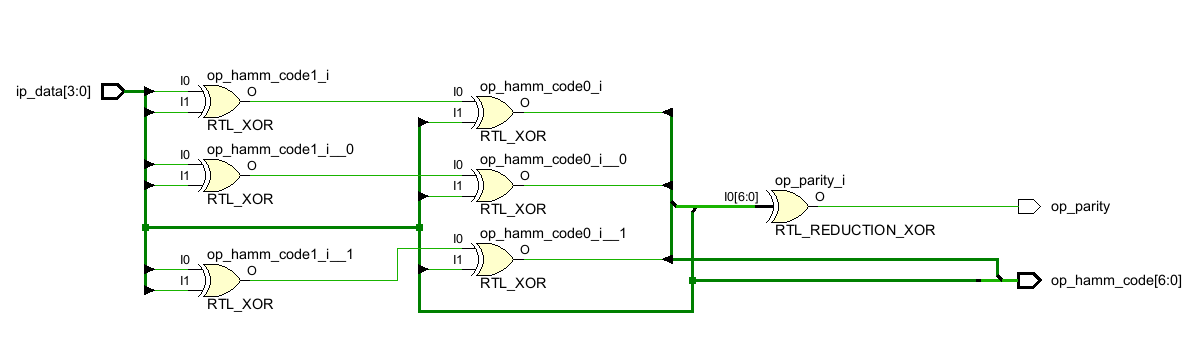 ip_data[3:0]
op_hamm_code1_i
I0
I1
O
RTL_XOR
op_hamm_code1_i__0
I0
I1
O
RTL_XOR
op_hamm_code1_i__1
I0
I1
O
RTL_XOR
op_hamm_code0_i
I0
I1
O
RTL_XOR
op_hamm_code0_i__0
I0
I1
O
RTL_XOR
op_hamm_code0_i__1
I0
I1
O
RTL_XOR
op_parity_i
I0[6:0]
O
RTL_REDUCTION_XOR
op_parity
op_hamm_code[6:0]